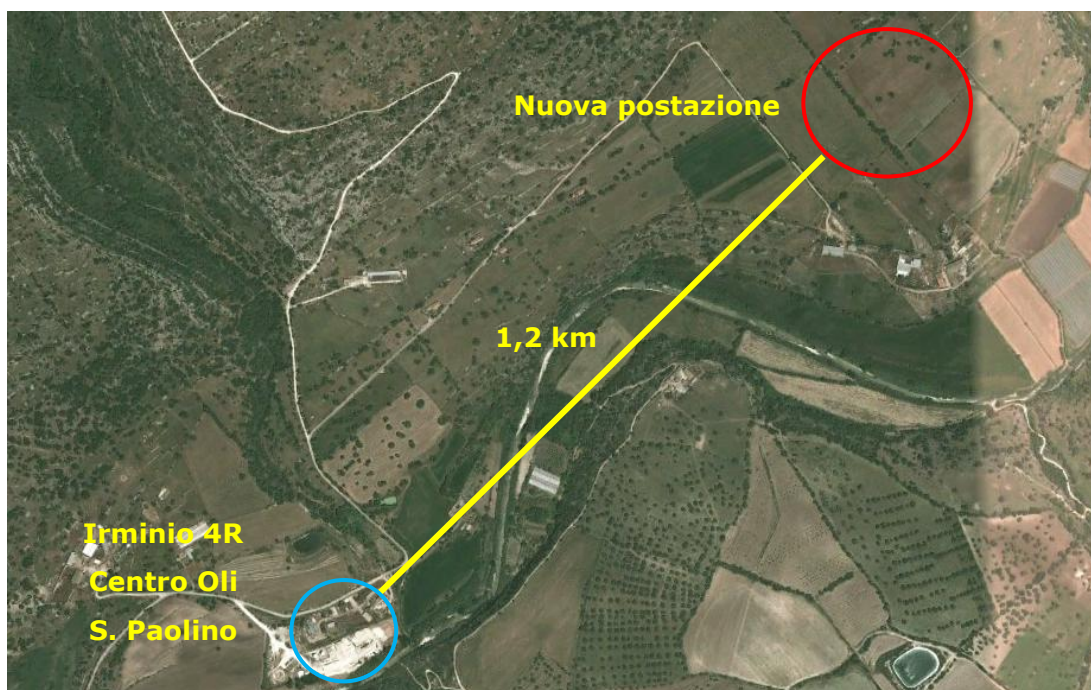 Nuova postazione
1,2 km
Irminio 4R
Centro Oli
S. Paolino